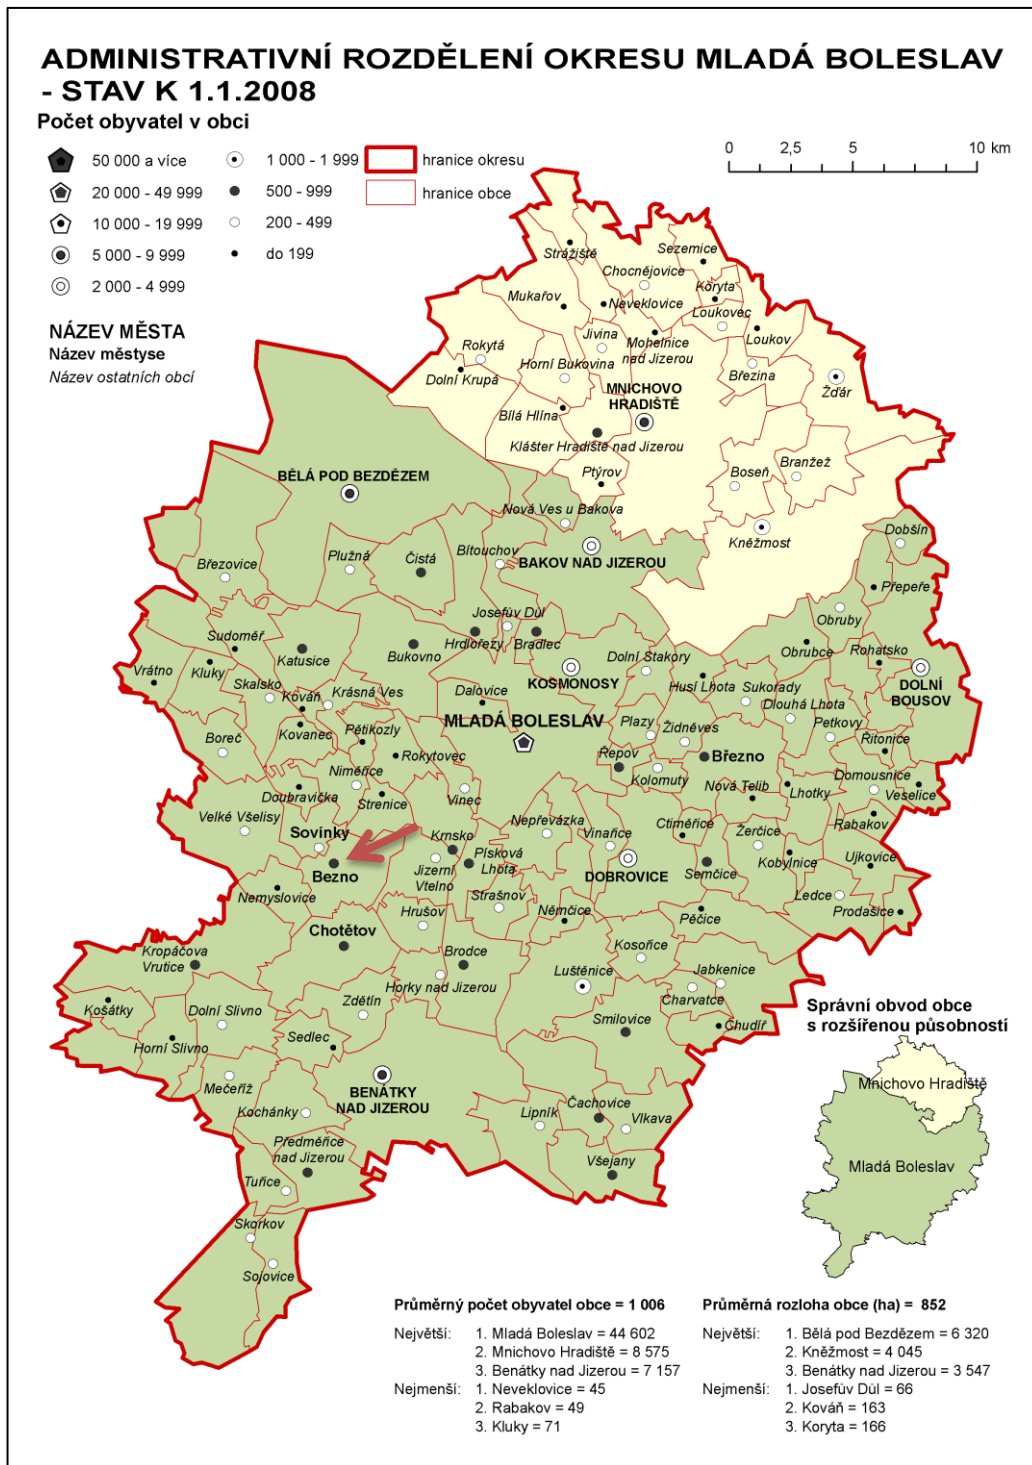 ADMINISTRATIVNÍ ROZDĚLENÍ OKRESU MLADÁ BOLESLAV
- STAV K 1.1.2008
Počet obyvatel v obci
50 000 a více
20 000 - 49 999
10 000 - 19 999
5 000 - 9 999
2 000 - 4 999
1 000 - 1 999
500 - 999
200 - 499
do 199
hranice okresu
hranice obce
0 2,5 5 10 km
NÁZEV MĚSTA
Název městyse
Název ostatních obcí
Strážiště
Sezemice
Chocnějovice
Mukařov
Neveklovice
Koryta
Loukovec
Jivina
Mohelnice
nad Jizerou
Loukov
Rokytá
Horní Bukovina
Březina
Dolní Krupá
Žďár
MNICHOVO
HRADIŠTĚ
Bílá Hlína
Klášter Hradiště nad Jizerou
Ptýrov
Boseň
Branžež
BĚLÁ POD BEZDĚZEM
Nová Ves u Bakova
Kněžmost
Dobšín
Březovice
Plužná
Čistá
Bítouchov
BAKOV NAD JIZEROU
Přepeře
Josefův Důl
Obruby
Sudoměř
Hrdlořezy
Bradlec
Obrubce
Rohatsko
Vrátno
Kluky
Katusice
Bukovno
Dolní Stakory
Skalsko
Kováň
Krásná Ves
Dalovice
KOSMONOSY
Husí Lhota
Sukorady
DOLNÍ
BOUSOV
Dlouhá Lhota
Boreč
Kovanec
Pětikozly
MLADÁ BOLESLAV
Plazy
Židněves
Petkovy
Rokytovec
Řepov
Březno
Řitonice
Niměřice
Kolomuty
Domousnice
Doubravička
Strenice
Vinec
Nová Telib
Lhotky
Veselice
Velké Všelisy
Sovínky
Nepřevázka
Vinařice
Ctiměřice
Žerčice
Rabakov
Krnsko
Písková
Lhota
Bezno
Jizerní
Vtelno
DOBROVICE
Semčice
Kobylnice
Ujkovice
Nemyslovice
Strašnov
Ledce
Hrušov
Němčice
Pěčice
Prodašice
Chotětov
Kropáčova
Vrutice
Brodce
Kosořice
Horky nad Jizerou
Luštěnice
Jabkenice
Charvatce
Košátky
Dolní Slivno
Zdětín
Smilovice
Chudíř
Horní Slivno
Sedlec
Mečeříž
BENÁTKY
NAD JIZEROU
Kochánky
Lipník
Čachovice
Vlkava
Předměřice
nad Jizerou
Všejany
Tuřice
Skorkov
Sojovice
Správní obvod obce
s rozšířenou působností
Mnichovo Hradiště
Mladá Boleslav
Průměrný počet obyvatel obce = 1 006
Největší: 1. Mladá Boleslav = 44 602
2. Mnichovo Hradiště = 8 575
3. Benátky nad Jizerou = 7 157
Nejmenší: 1. Neveklovice = 45
2. Rabakov = 49
3. Kluky = 71
Průměrná rozloha obce (ha) = 852
Největší: 1. Bělá pod Bezdězem = 6 320
2. Kněžmost = 4 045
3. Benátky nad Jizerou = 3 547
Nejmenší: 1. Josefův Důl = 66
2. Kováň = 163
3. Koryta = 166